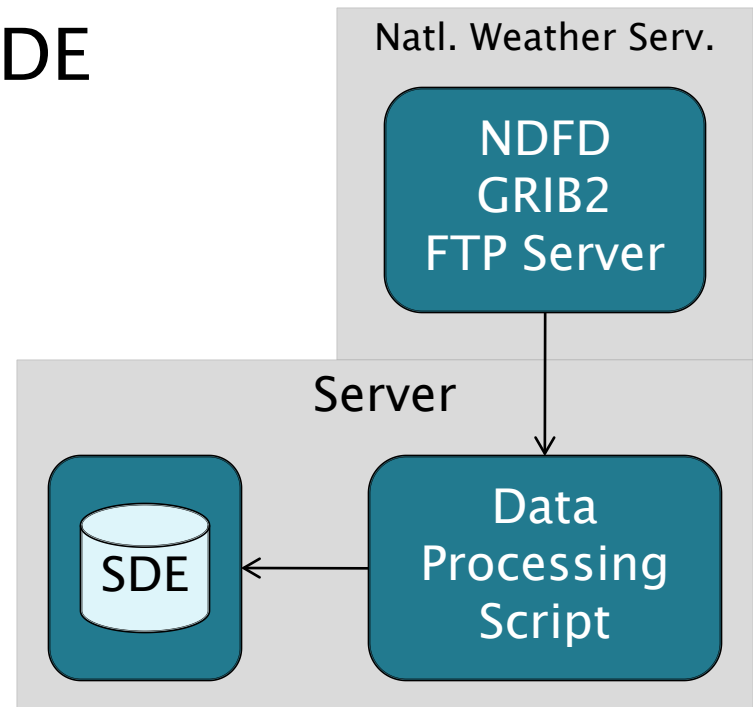 DE
Natl. Weather Serv.
NDFD
GRIB2
FTP Server
Server
SDE
Data
Processing
Script